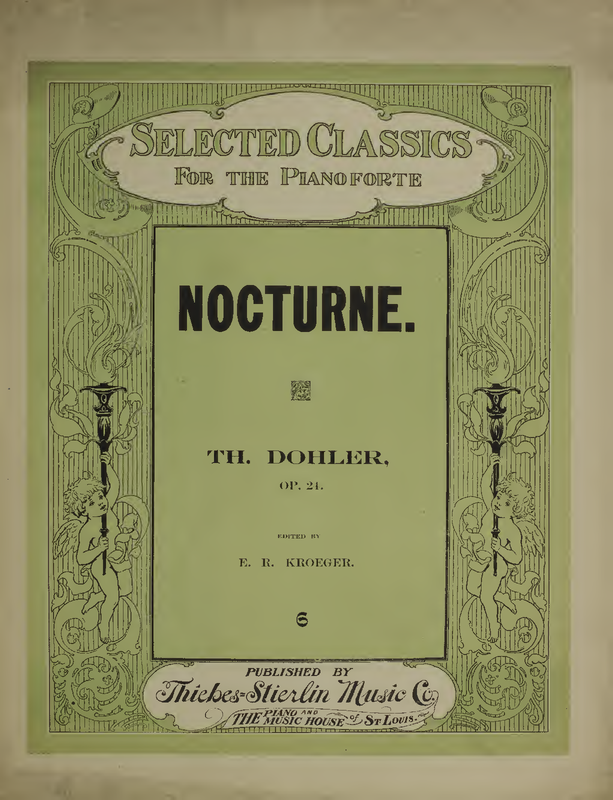 SELECTED CLASSICS
FOR THE PIANOFORTE
NOCTURNE.
TH. DOHLER,
OP. 24.
EDITED BY
E. R. KROEGER.
6
PUBLISHED BY
Thiebes=Stierlin Music Co.
THE PIANO AND MUSIC HOUSE of ST LOUIS.